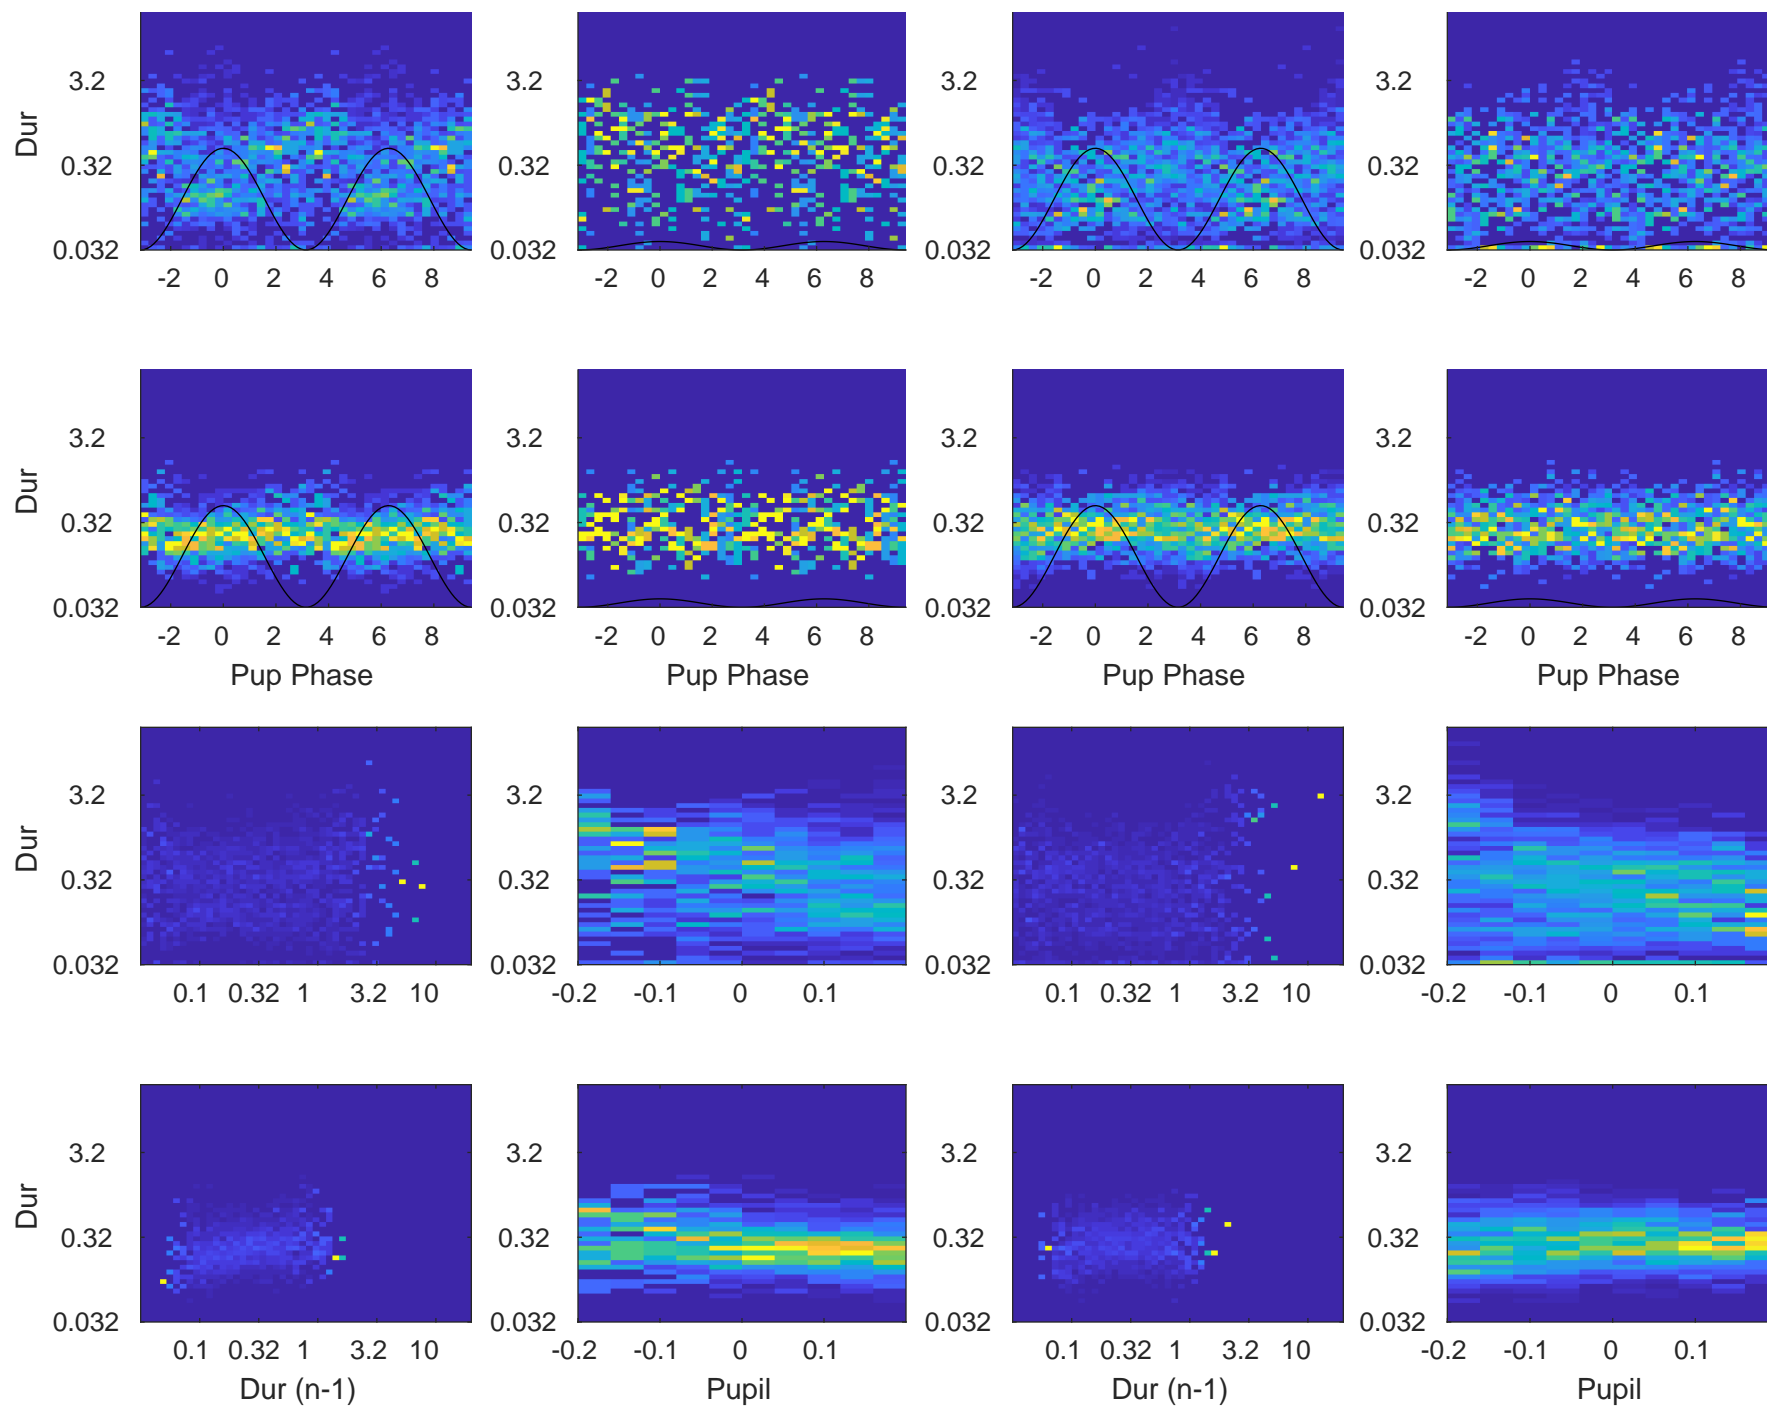 Dur 3.2 3.2 3.2 3.2
0.32 0.32 0.32 0.32
0.032 0.032 0.032 0.032
-2 0 2 4 6 8 -2 0 2 4 6 8 -2 0 2 4 6 8 -2 0 2 4 6 8
Dur 3.2 3.2 3.2 3.2
0.32 0.32 0.32 0.32
0.032 0.032 0.032 0.032
-2 0 2 4 6 8 -2 0 2 4 6 8 -2 0 2 4 6 8 -2 0 2 4 6 8
Pup Phase Pup Phase Pup Phase Pup Phase
Dur 3.2 3.2 3.2 3.2
0.32 0.32 0.32 0.32
0.032 0.032 0.032 0.032
0.1 0.32 1 3.2 10 -0.2 -0.1 0 0.1 0.1 0.32 1 3.2 10 -0.2 -0.1 0 0.1
Dur 3.2 3.2 3.2 3.2
0.32 0.32 0.32 0.32
0.032 0.032 0.032 0.032
0.1 0.32 1 3.2 10 -0.2 -0.1 0 0.1 0.1 0.32 1 3.2 10 -0.2 -0.1 0 0.1
Dur (n-1) Pupil Dur (n-1) Pupil